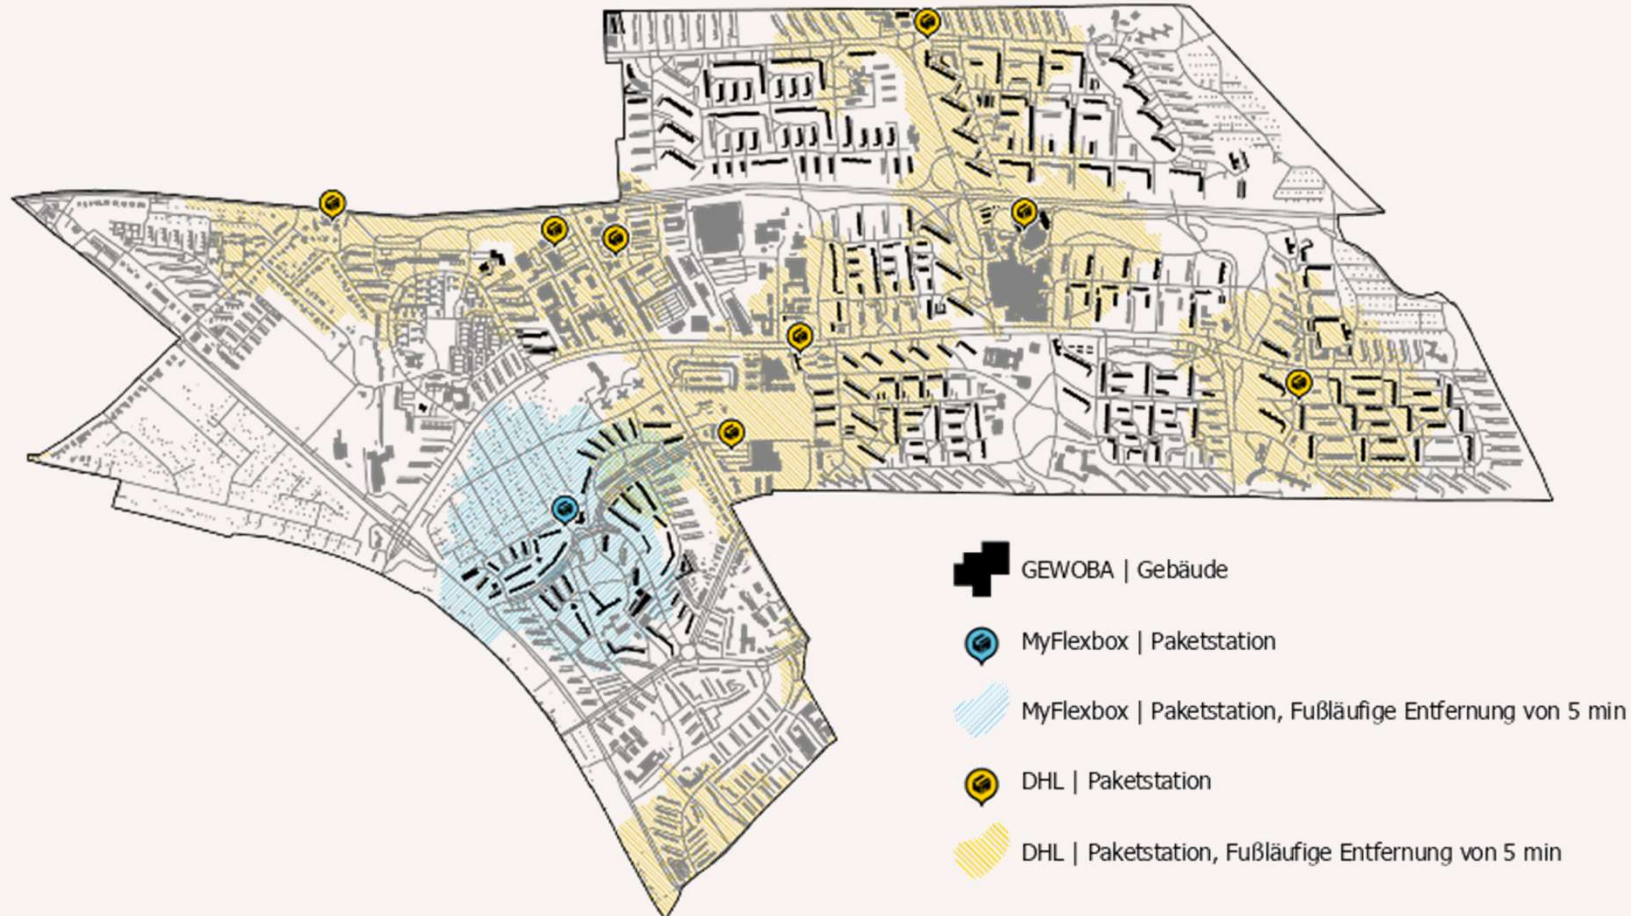 GEWOBA | Gebäude
MyFlexbox | Paketstation
MyFlexbox | Paketstation, Fußläufige Entfernung von 5 min
DHL | Paketstation
DHL | Paketstation, Fußläufige Entfernung von 5 min